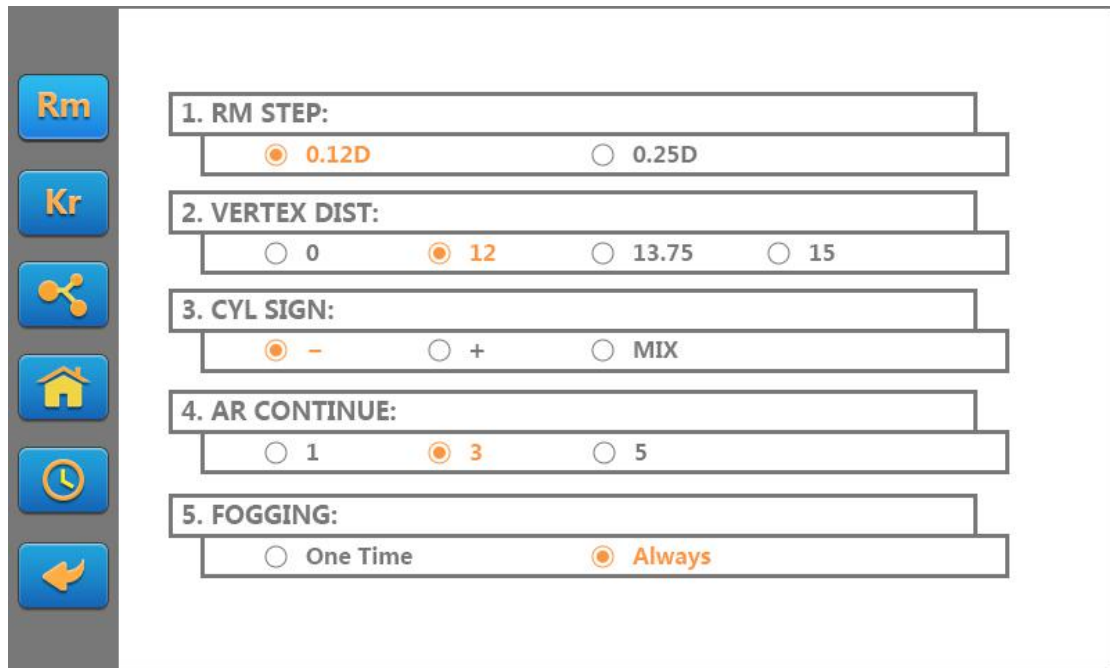 Rm
Kr
1. RM STEP:
0.12D 0.25D
2. VERTEX DIST:
0 12 13.75 15
3. CYL SIGN:
− + MIX
4. AR CONTINUE:
1 3 5
5. FOGGING:
One Time Always